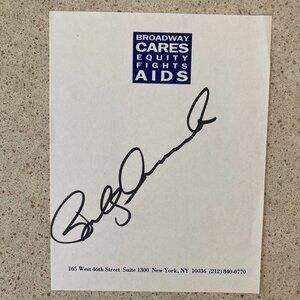 BROADWAY
CARES
EQUITY
FIGHTS
AIDS
165 West 46th Street Suite 1300 New York, NY 10036 (212) 840-0770